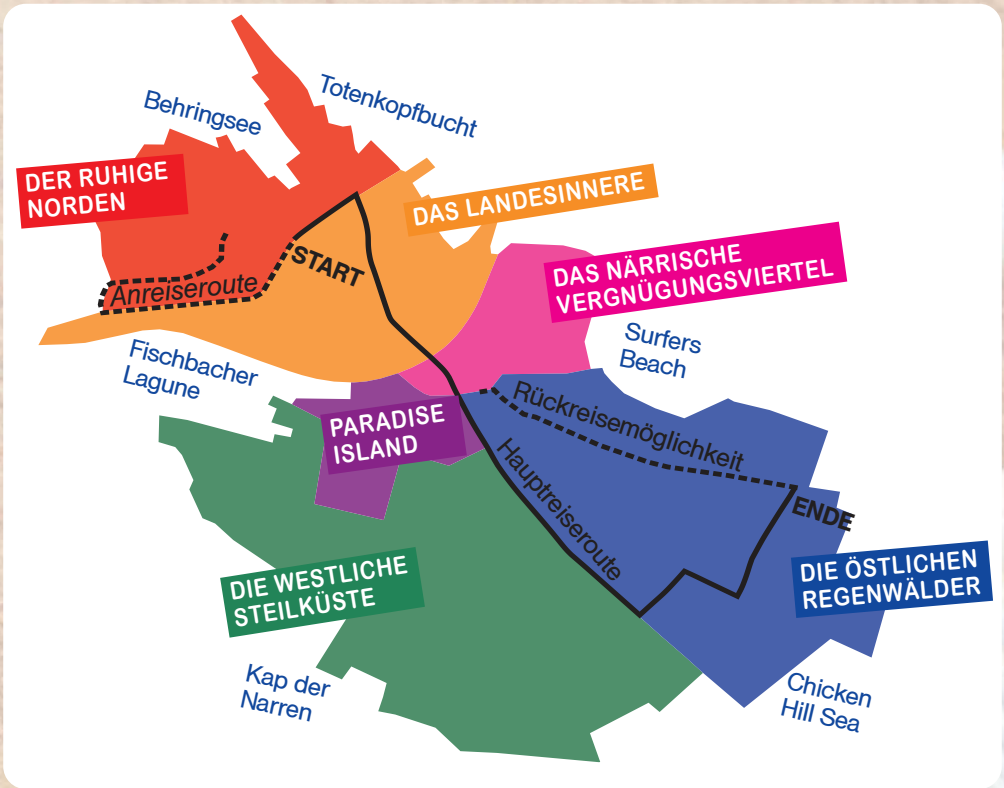 Totenkopfbucht
Behringsee
DER RUHIGE
NORDEN
DAS LANDESINNERE
START
Anreiseroute
DAS NÄRRISCHE
VERGNÜGUNGSVIERTEL
Surfers
Beach
Fischbacher
Lagune
PARADISE
ISLAND
Rückreisemöglichkeit
Hauptreiseroute
ENDE
DIE WESTLICHE
STEILKÜSTE
DIE ÖSTLICHEN
REGENWÄLDER
Kap der
Narren
Chicken
Hill Sea